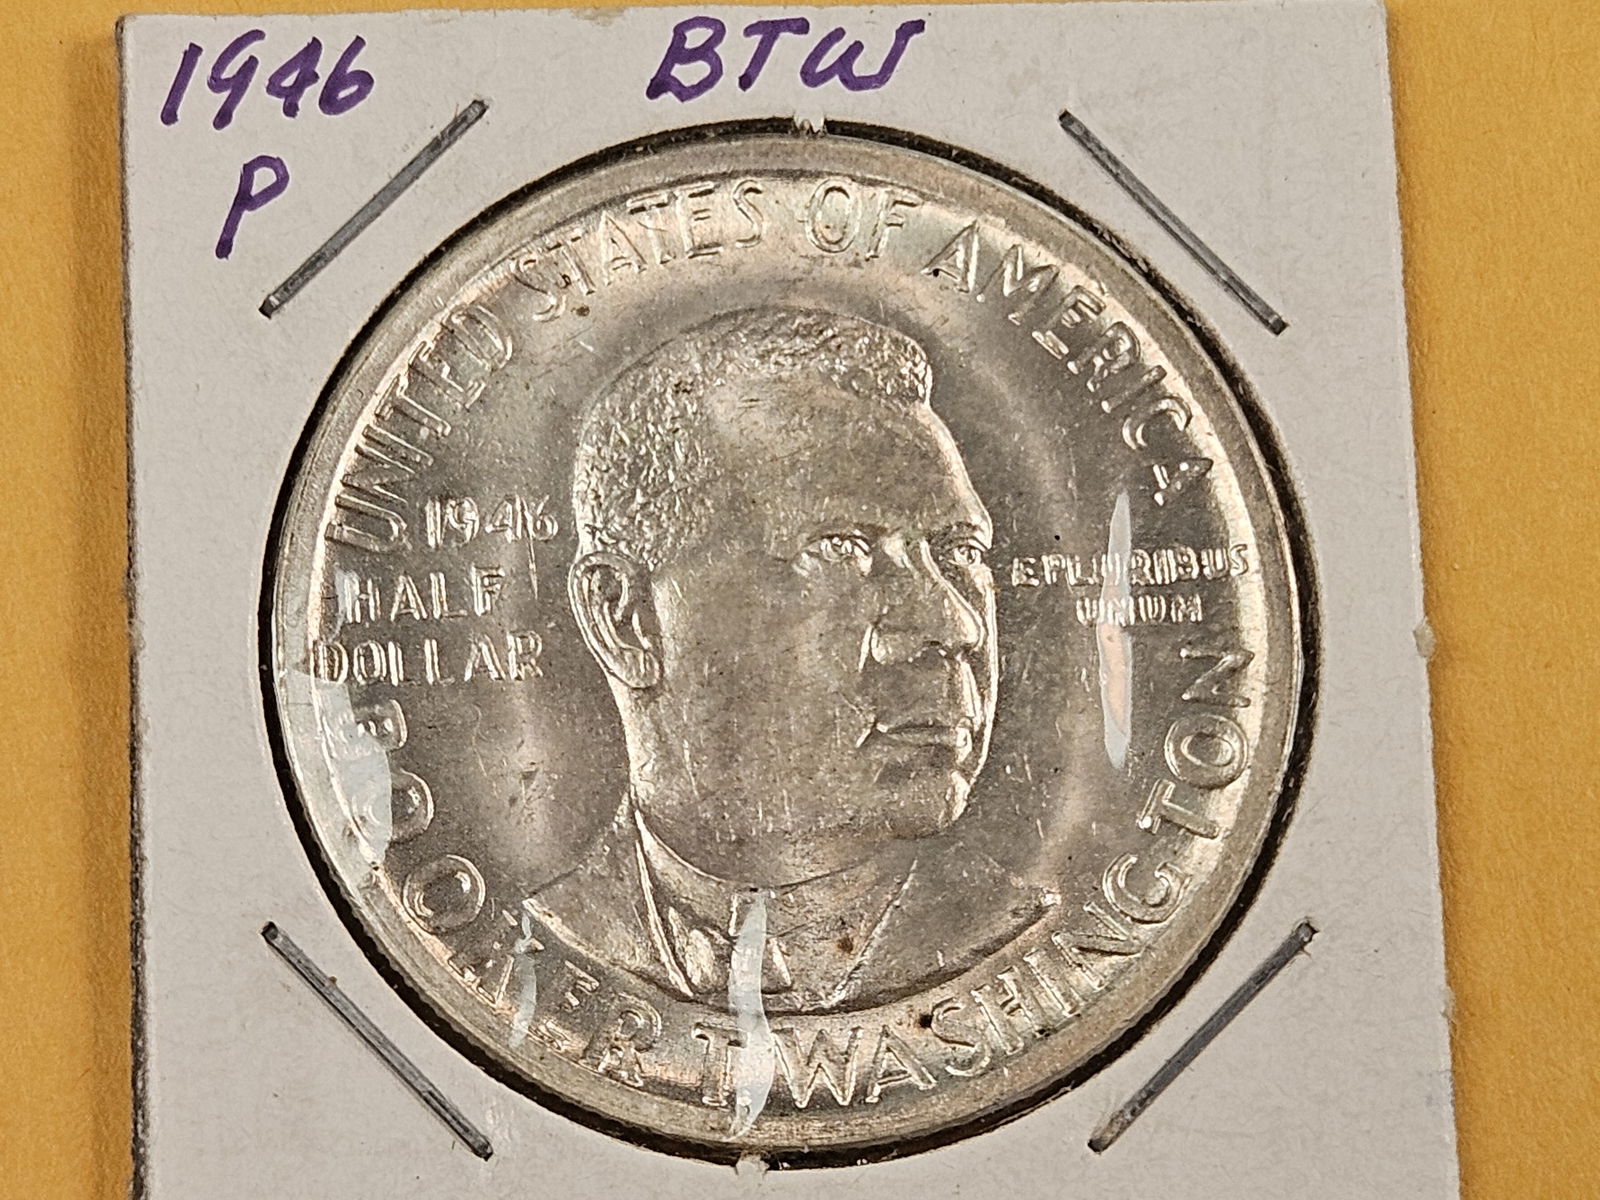 1946 BTW
P
UNITED STATES OF AMERICA
1946
HALF
DOLLAR
E PLURIBUS
UNUM
BOOKER T. WASHINGTON